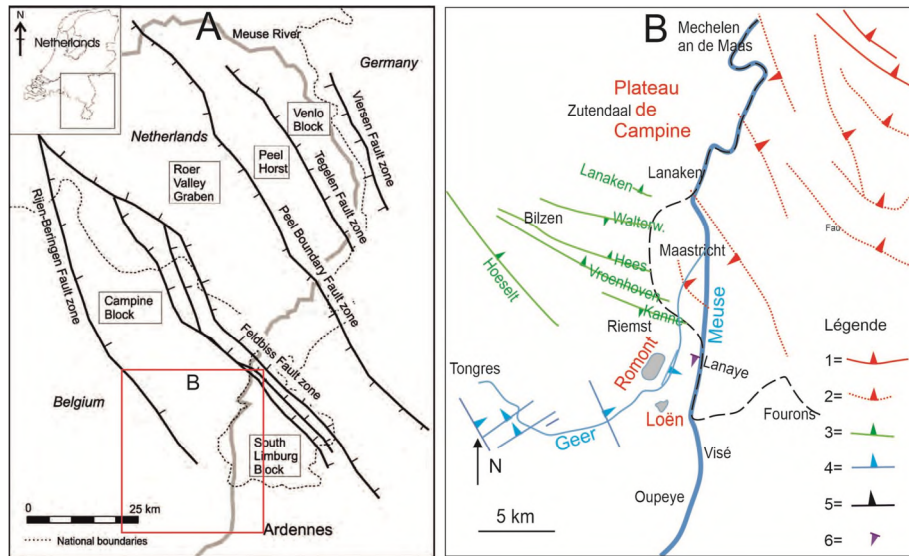 A
N
Netherlands
Meuse River
Germany
Netherlands
Venlo
Block
Viersen Fault zone
Peel
Horst
Tegelen Fault zone
Roer
Valley
Graben
Peel Boundary Fault zone
Rijen-Beringen Fault zone
Campine
Block
Feldbiss Fault zone
B
Belgium
South
Limburg
Block
0 25 km
National boundaries
Ardennes
B
Mechelen
an de Maas
Plateau
de
Campine
Zutendaal
Lanaken
Lanaken
Bilzen
Walterw.
Fau
Maastricht
Hees
Hoeselt
Vroenhoven
Kanne
Meuse
Riemst
Légende
Romont
1=
Lanaye
Tongres
2=
Loën
Fourons
3=
Geer
N
Visé
4=
Oupeye
5=
5 km
6=